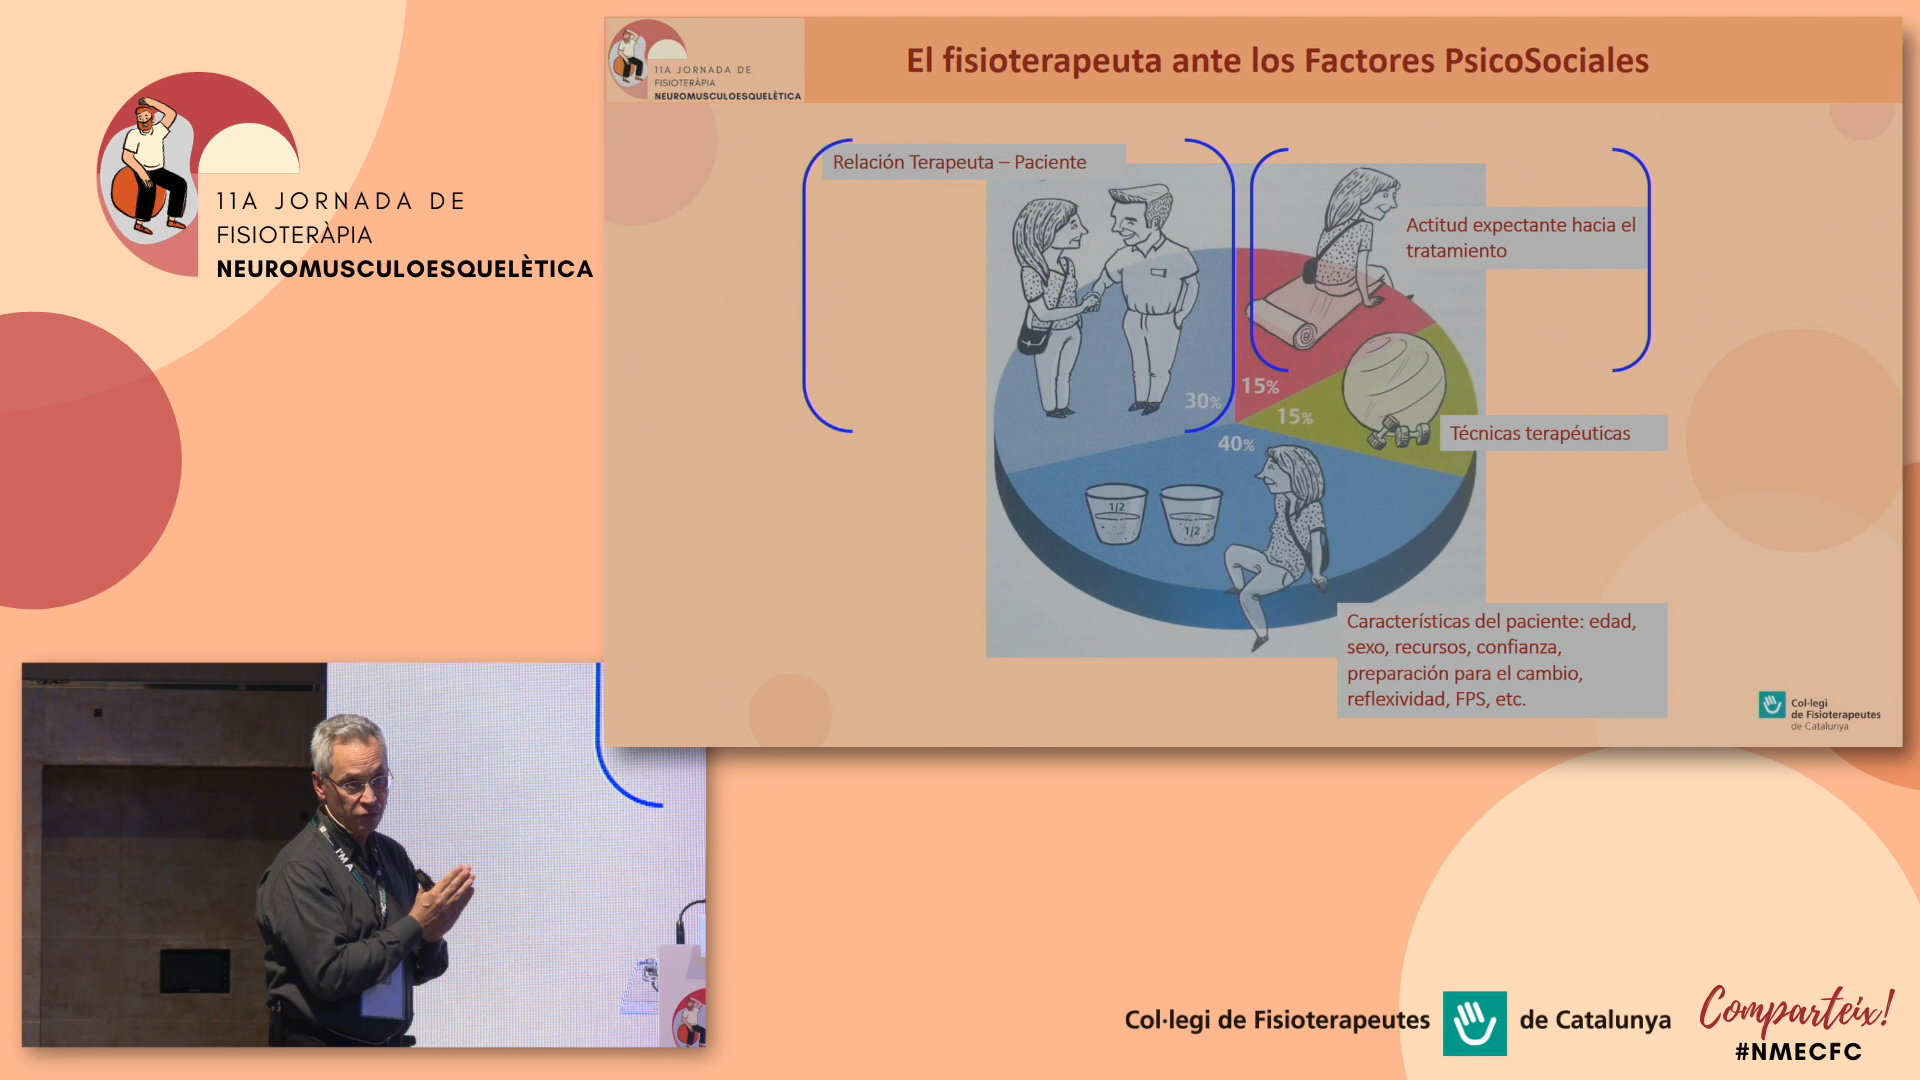 11A JORNADA DE
FISIOTERÀPIA
NEUROMUSCULOESQUELÈTICA
11A JORNADA DE
FISIOTERÀPIA
NEUROMUSCULOESQUELÈTICA
El fisioterapeuta ante los Factores PsicoSociales
Relación Terapeuta – Paciente
Actitud expectante hacia el
tratamiento
30%
15%
15%
40%
Técnicas terapéuticas
1/2
1/2
Características del paciente: edad,
sexo, recursos, confianza,
preparación para el cambio,
reflexividad, FPS, etc.
Col·legi
de Fisioterapeutes
de Catalunya
I'M A
Col·legi de Fisioterapeutes de Catalunya
Comparteix!
#NMECFC